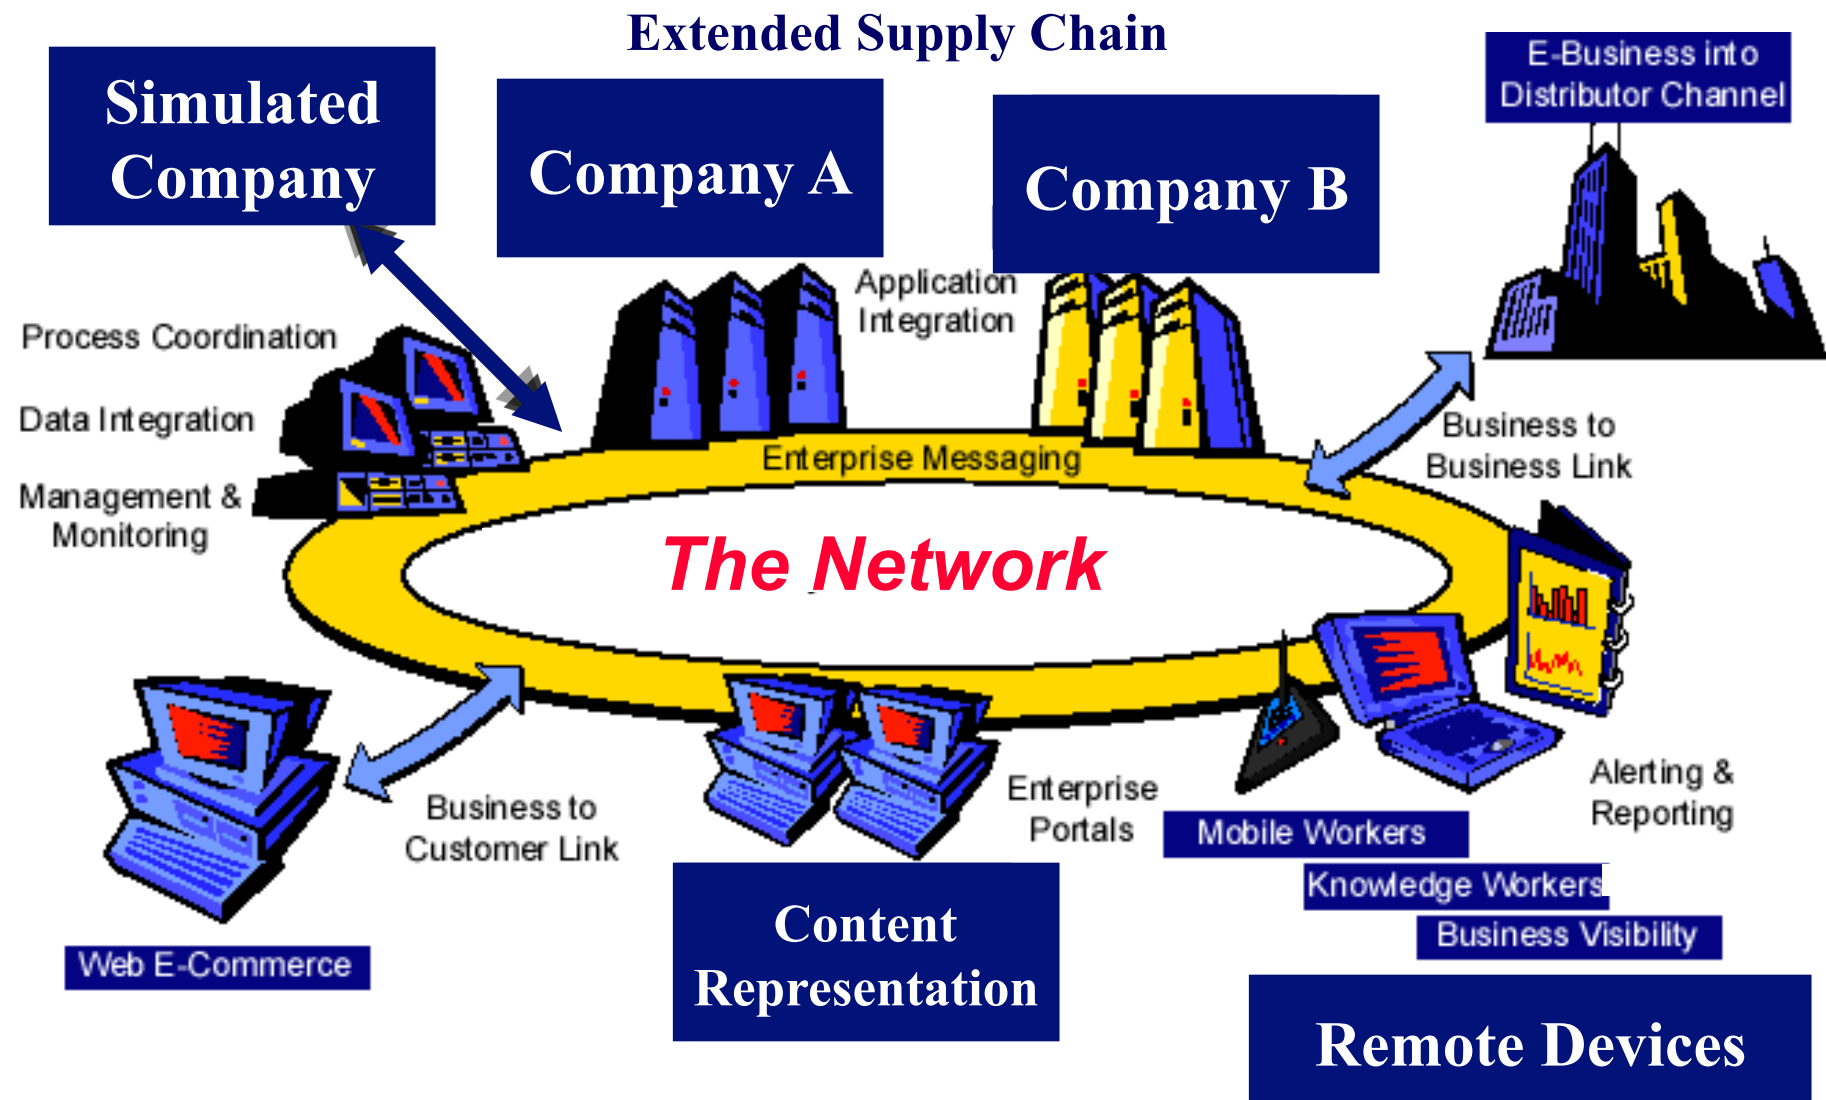 Extended Supply Chain
Simulated
Company
Company A
Company B
E-Business into
Distributor Channel
Application
Integration
Process Coordination
Data Integration
Management &
Monitoring
Enterprise Messaging
Business to
Business Link
The Network
Business to
Customer Link
Enterprise
Portals
Alerting &
Reporting
Mobile Workers
Knowledge Workers
Business Visibility
Web E-Commerce
Content
Representation
Remote Devices